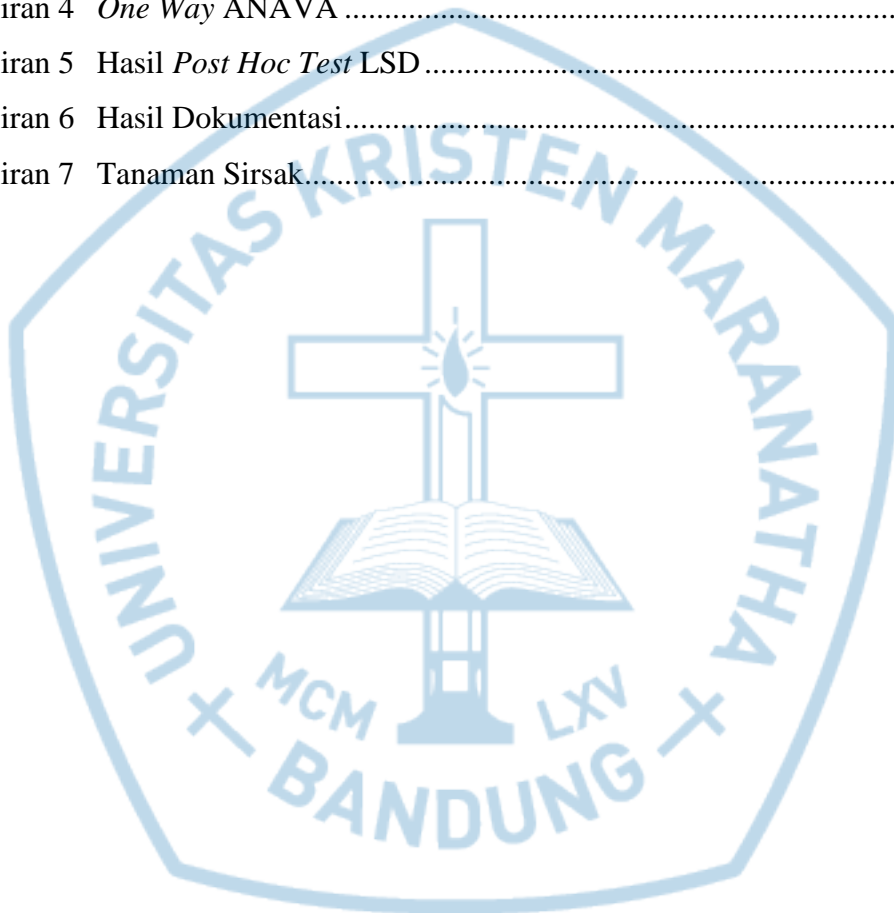 iran 4 One Way ANAVA ......................................................................
iran 5 Hasil Post Hoc Test LSD ............................................................
iran 6 Hasil Dokumentasi......................................................................
iran 7 Tanaman Sirsak..........................................................................
UNIVERSITAS KRISTEN MARANATHA
MCM LXV
BANDUNG